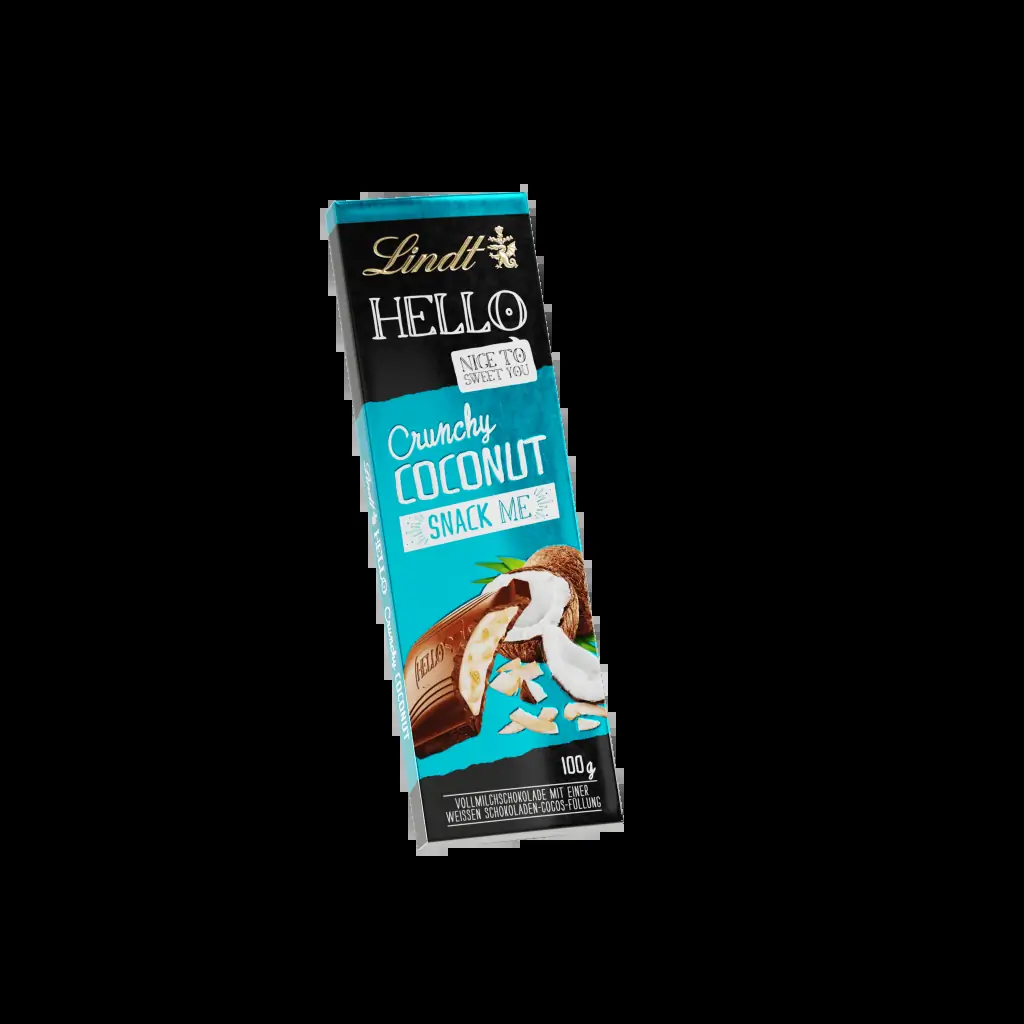 Lindt
HELLO
NICE TO
SWEET YOU
Crunchy
COCONUT
SNACK ME
HELLO
100g
VOLLMILCHSCHOKOLADE MIT EINER
WEISSEN SCHOKOLADEN-COCOS-FÜLLUNG
HELLO Crunchy COCONUT